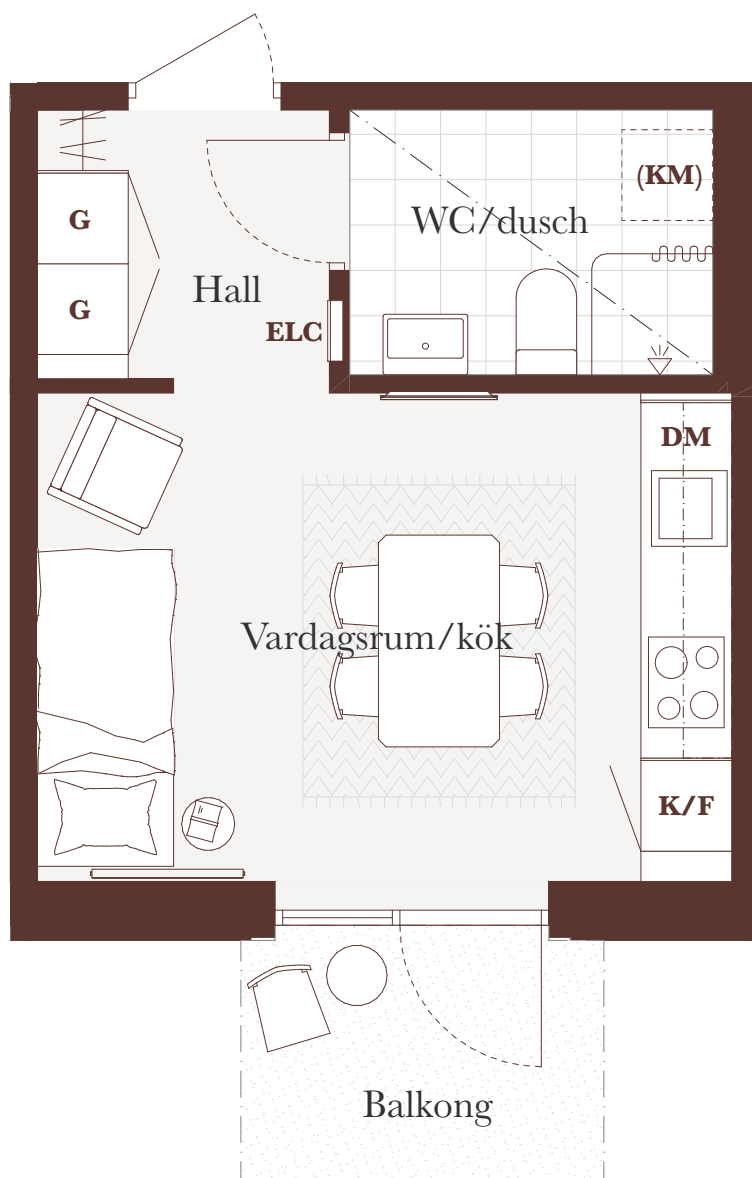 (KM)
G
WC/dusch
Hall
G
ELC
DM
Vardagsrum/kök
K/F
Balkong